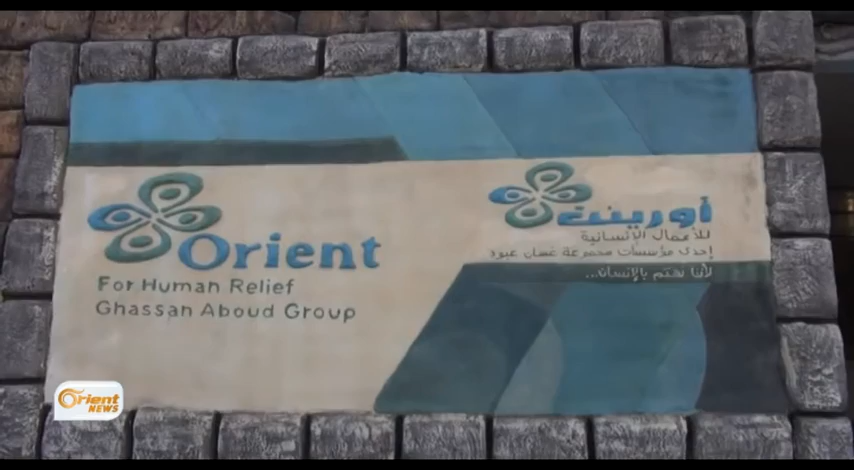 Orient
For Human Relief
Ghassan Aboud Group
أورينت
للأعمال الإنسانية
إحدى مؤسسات مجموعة غسان عبود
لأننا نهتم بالإنسان...
Orient
NEWS